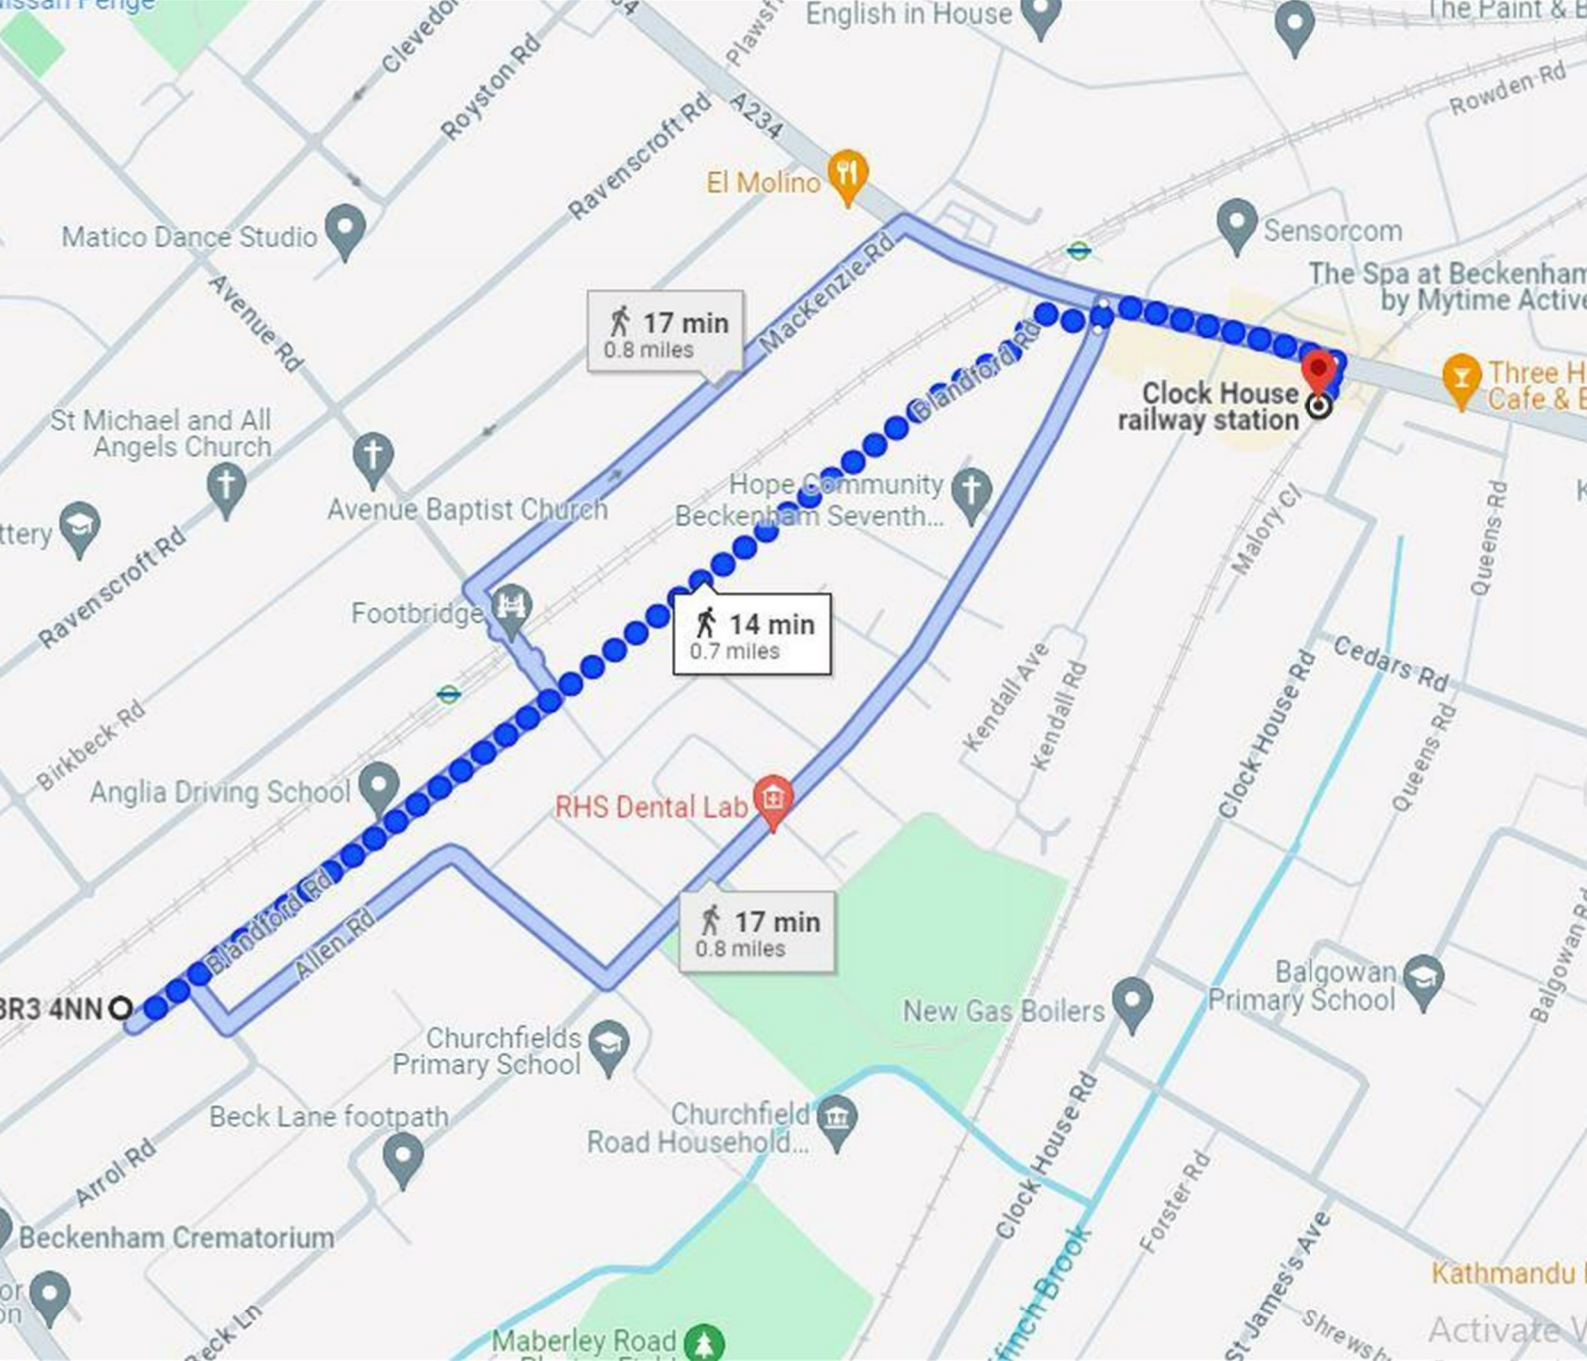 Penge
English in House
The Paint & B
Clevedon
Royston Rd
Plawsf
A234
Ravenscroft Rd
Rowden Rd
El Molino
Matico Dance Studio
Sensorcom
MacKenzie Rd
The Spa at Beckenham
by Mytime Active
Avenue Rd
17 min
0.8 miles
Blandford Rd
Clock House
railway station
Three H
Cafe & B
St Michael and All
Angels Church
Avenue Baptist Church
Hope Community
Beckenham Seventh...
ttery
Malory Cl
Queens Rd
K
Ravenscroft Rd
Footbridge
14 min
0.7 miles
Kendall Ave
Kendall Rd
Cedars Rd
Clock House Rd
Queens Rd
Birkbeck Rd
Anglia Driving School
RHS Dental Lab
Blandford Rd
Allen Rd
17 min
0.8 miles
BR3 4NN
Balgowan
Primary School
Balgowan Rd
New Gas Boilers
Churchfields
Primary School
Beck Lane footpath
Churchfield
Road Household...
Clock House Rd
Arrol Rd
Forster Rd
Beckenham Crematorium
St James's Ave
Kathmandu
or
on
finch Brook
Beck Ln
Maberley Road
Shrewsb
Activate W